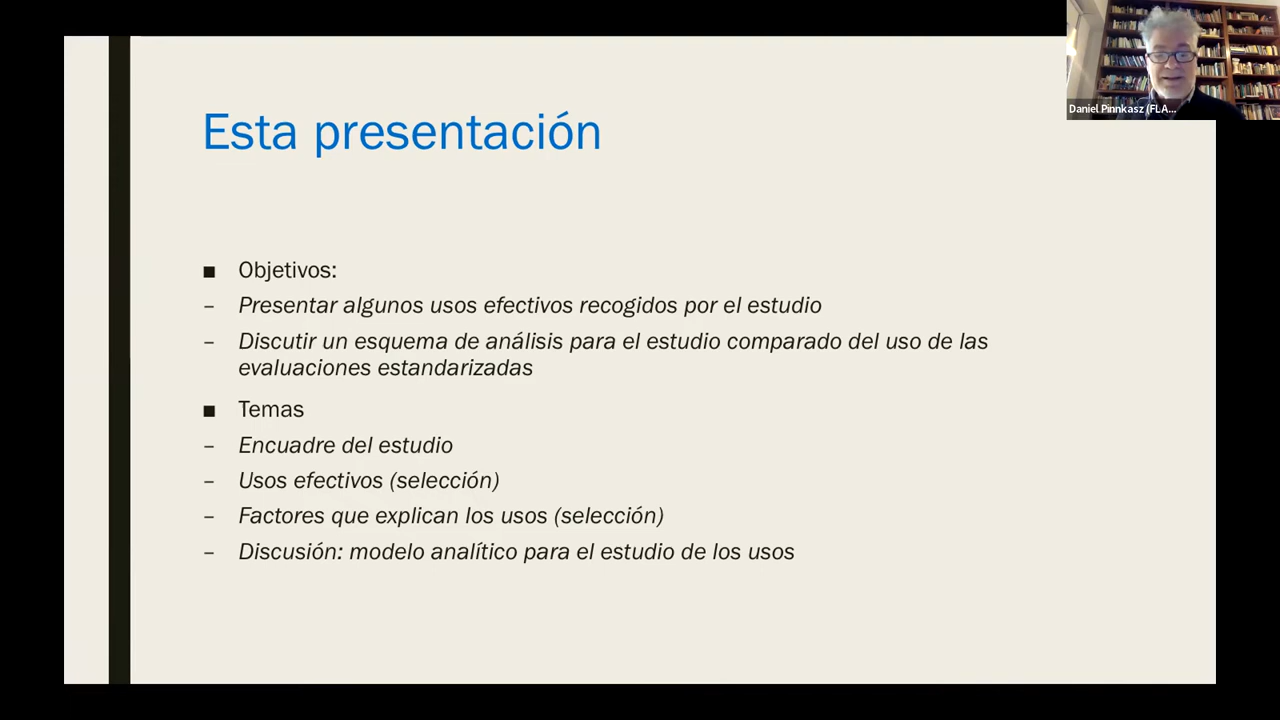 Esta presentación
■ Objetivos:
– Presentar algunos usos efectivos recogidos por el estudio
– Discutir un esquema de análisis para el estudio comparado del uso de las
evaluaciones estandarizadas
■ Temas
– Encuadre del estudio
– Usos efectivos (selección)
– Factores que explican los usos (selección)
– Discusión: modelo analítico para el estudio de los usos
Daniel Pinnkasz (FLA...